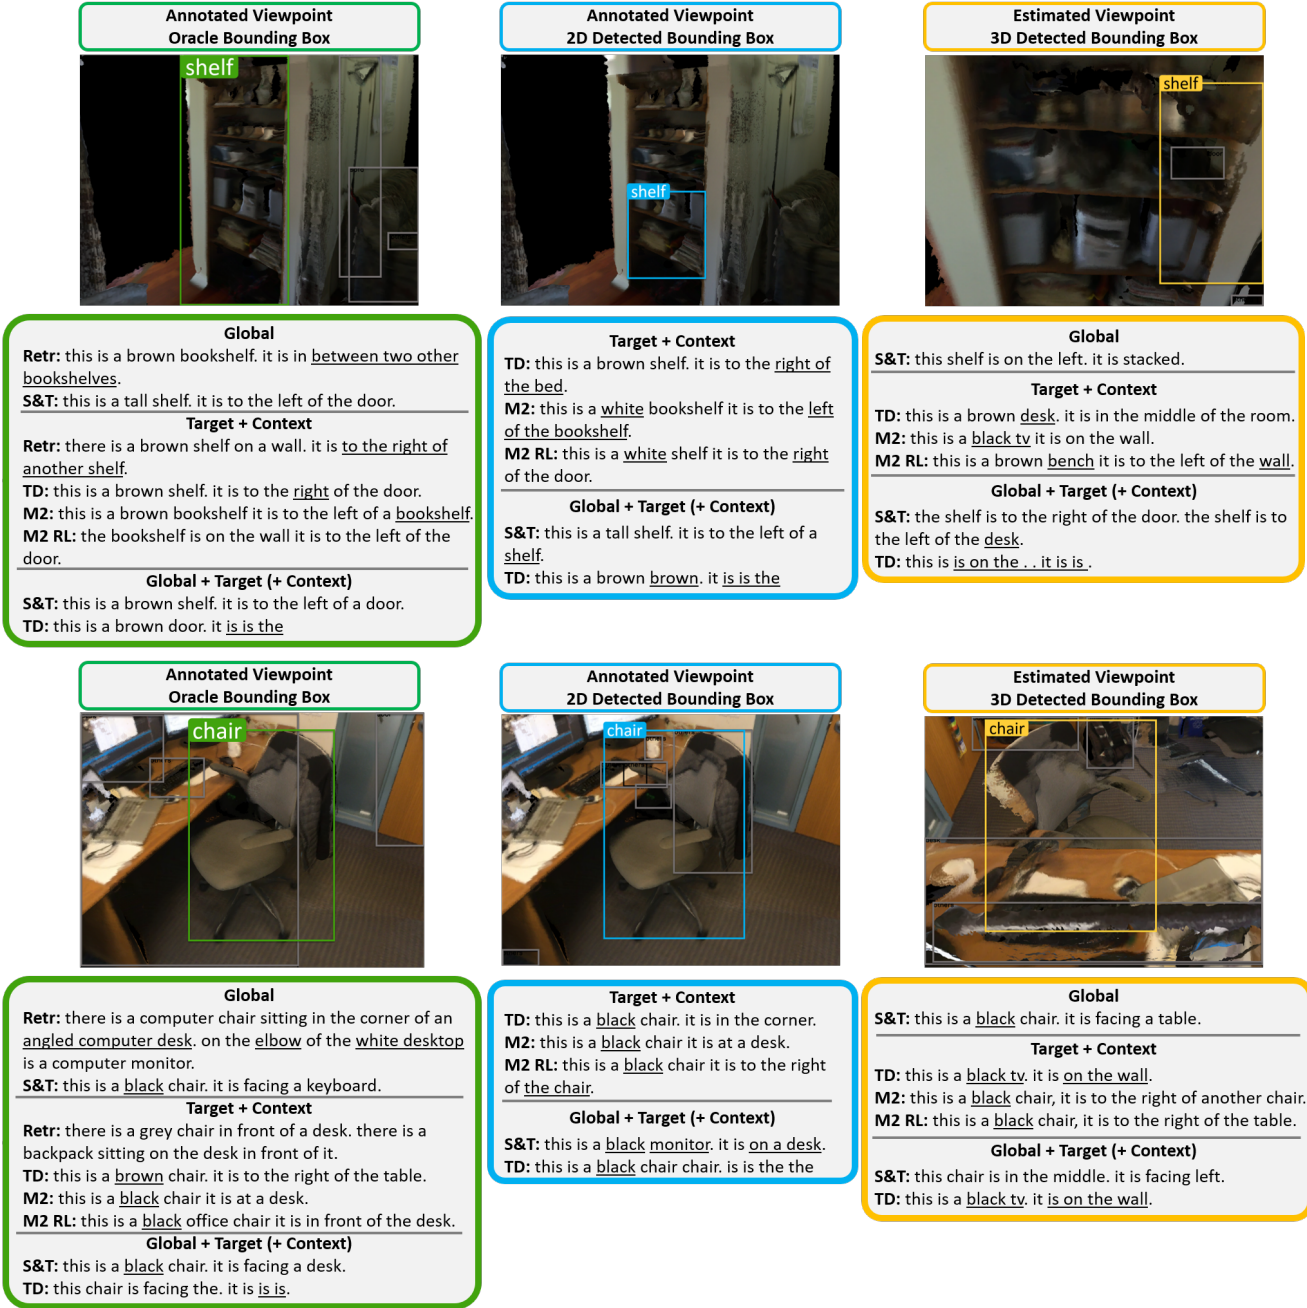 Annotated Viewpoint
Oracle Bounding Box
Annotated Viewpoint
2D Detected Bounding Box
Estimated Viewpoint
3D Detected Bounding Box
shelf
shelf
shelf
Global
Retr: this is a brown bookshelf. it is in between two other
bookshelves.
S&T: this is a tall shelf. it is to the left of the door.
Target + Context
Retr: there is a brown shelf on a wall. it is to the right of
another shelf.
TD: this is a brown shelf. it is to the right of the door.
M2: this is a brown bookshelf it is to the left of a bookshelf.
M2 RL: the bookshelf is on the wall it is to the left of the
door.
Global + Target (+ Context)
S&T: this is a brown shelf. it is to the left of a door.
TD: this is a brown door. it is is the
Target + Context
TD: this is a brown shelf. it is to the right of
the bed.
M2: this is a white bookshelf it is to the left
of the bookshelf.
M2 RL: this is a white shelf it is to the right
of the door.
Global + Target (+ Context)
S&T: this is a tall shelf. it is to the left of a
shelf.
TD: this is a brown brown. it is is the
Global
S&T: this shelf is on the left. it is stacked.
Target + Context
TD: this is a brown desk. it is in the middle of the room.
M2: this is a black tv it is on the wall.
M2 RL: this is a brown bench it is to the left of the wall.
Global + Target (+ Context)
S&T: the shelf is to the right of the door. the shelf is to
the left of the desk.
TD: this is is on the . . it is is .
Annotated Viewpoint
Oracle Bounding Box
Annotated Viewpoint
2D Detected Bounding Box
Estimated Viewpoint
3D Detected Bounding Box
chair
chair
chair
Global
Retr: there is a computer chair sitting in the corner of an
angled computer desk. on the elbow of the white desktop
is a computer monitor.
S&T: this is a black chair. it is facing a keyboard.
Target + Context
Retr: there is a grey chair in front of a desk. there is a
backpack sitting on the desk in front of it.
TD: this is a brown chair. it is to the right of the table.
M2: this is a black chair it is at a desk.
M2 RL: this is a black office chair it is in front of the desk.
Global + Target (+ Context)
S&T: this is a black chair. it is facing a desk.
TD: this chair is facing the. it is is is.
Target + Context
TD: this is a black chair. it is in the corner.
M2: this is a black chair it is at a desk.
M2 RL: this is a black chair it is to the right
of the chair.
Global + Target (+ Context)
S&T: this is a black monitor. it is on a desk.
TD: this is a black chair chair. is is the the
Global
S&T: this is a black chair. it is facing a table.
Target + Context
TD: this is a black tv. it is on the wall.
M2: this is a black chair, it is to the right of another chair.
M2 RL: this is a black chair, it is to the right of the table.
Global + Target (+ Context)
S&T: this chair is in the middle. it is facing left.
TD: this is a black tv. it is on the wall.